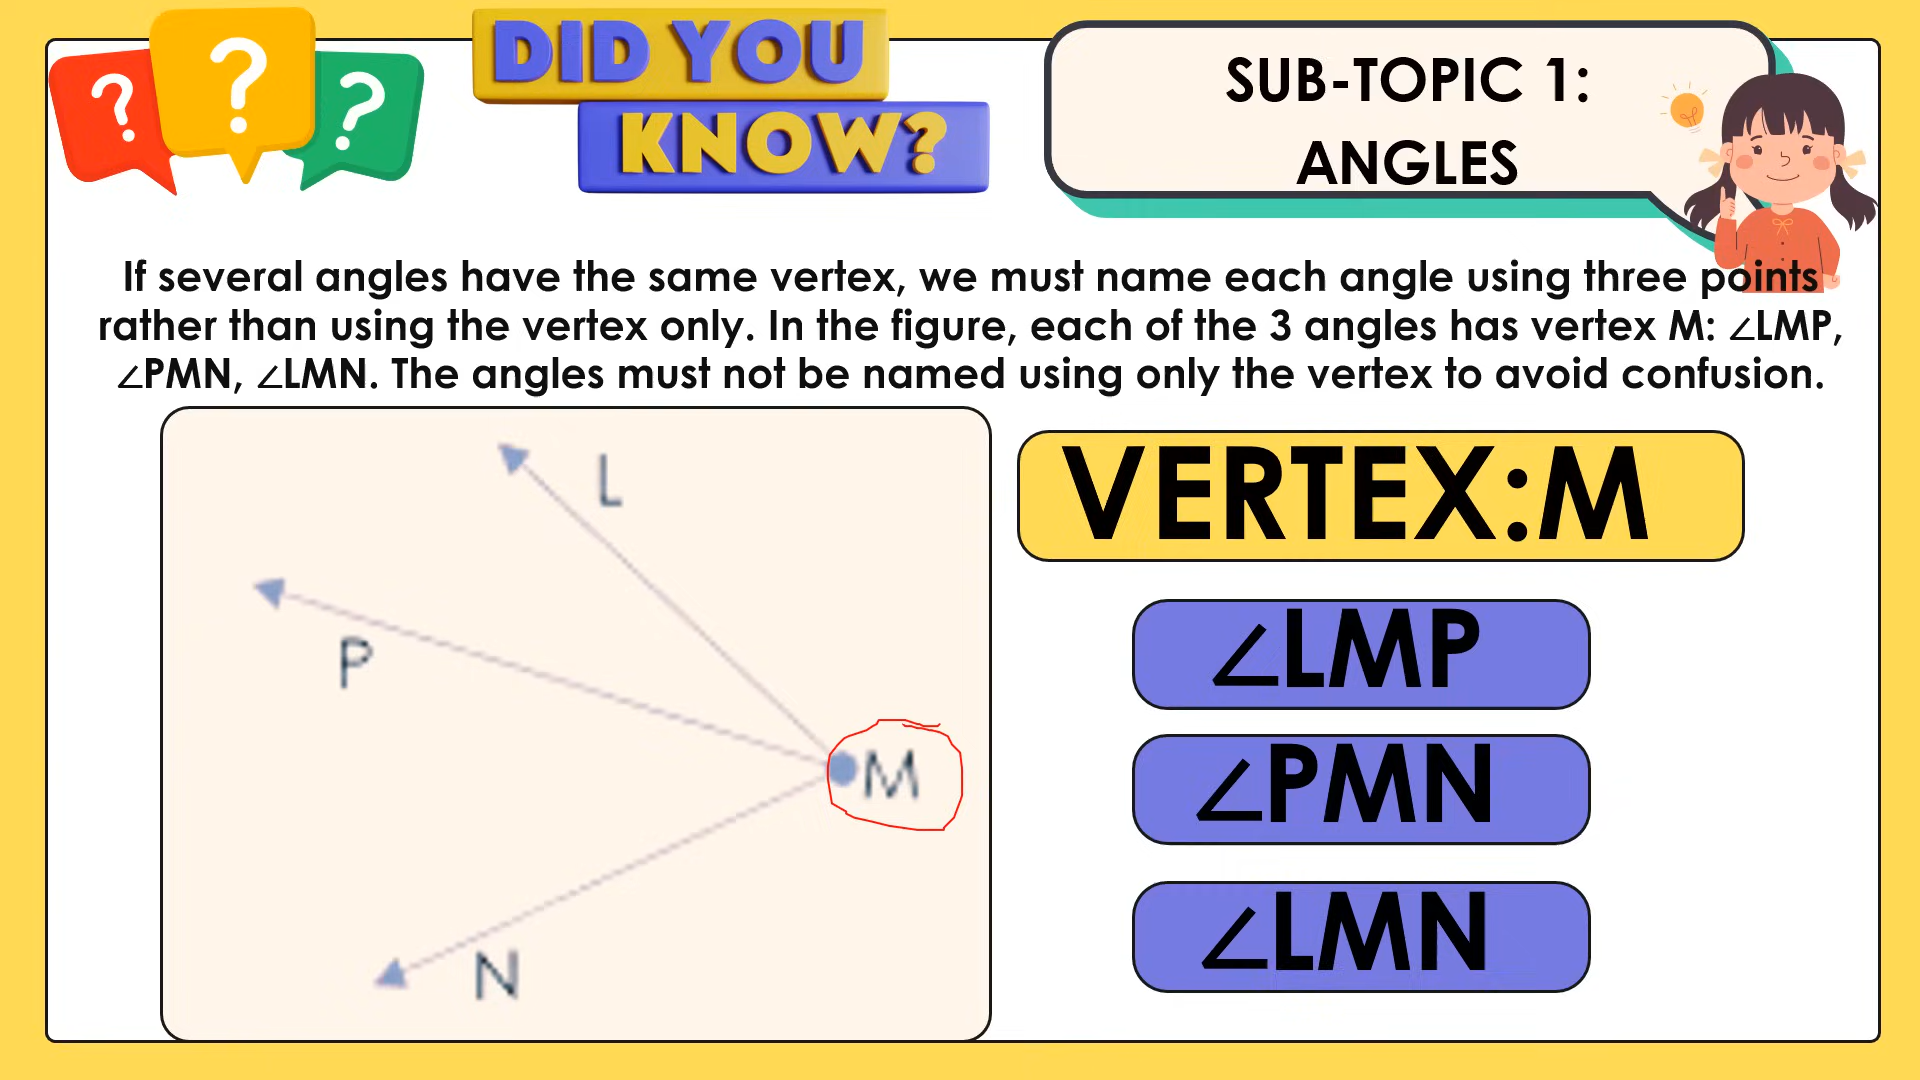 ? ? ?
DID YOU
KNOW?
SUB-TOPIC 1:
ANGLES
If several angles have the same vertex, we must name each angle using three points
rather than using the vertex only. In the figure, each of the 3 angles has vertex M: ∠LMP,
∠PMN, ∠LMN. The angles must not be named using only the vertex to avoid confusion.
L
P
M
N
VERTEX:M
∠LMP
∠PMN
∠LMN